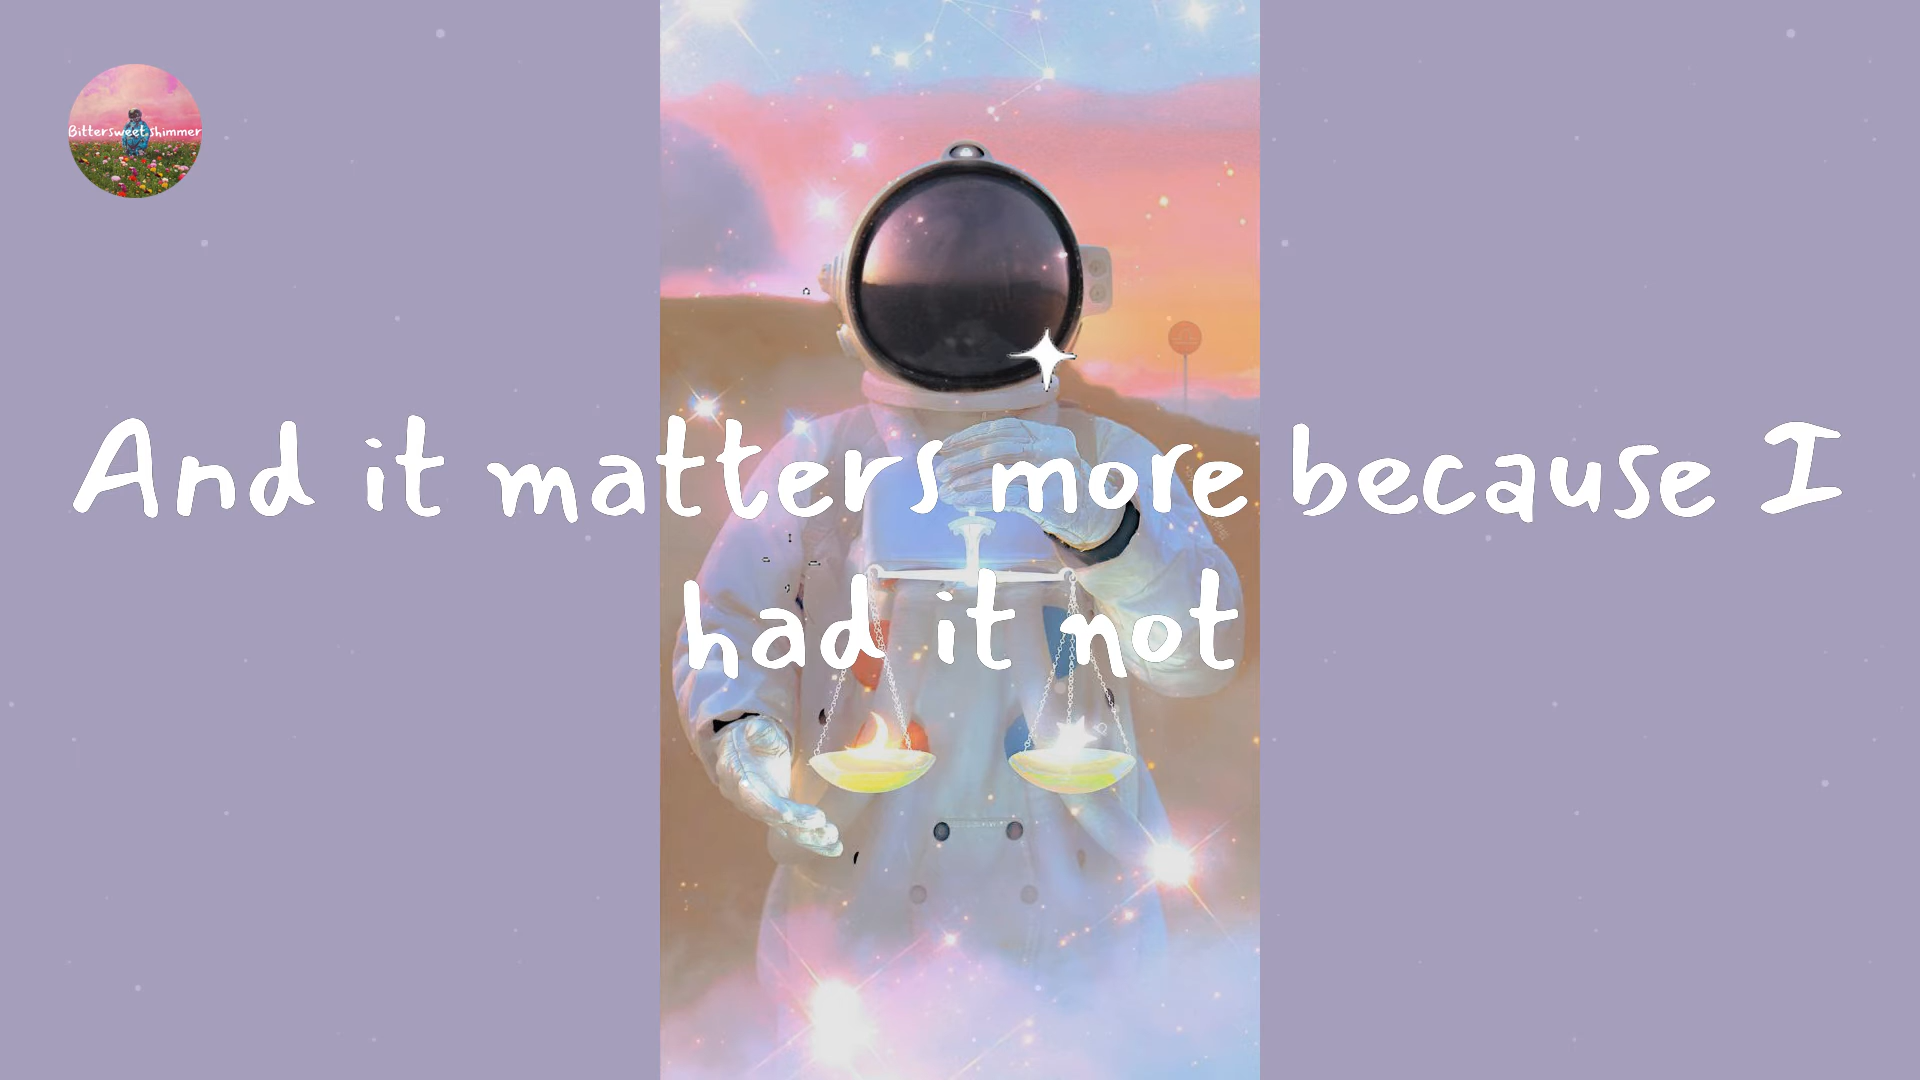 Bittersweet shimmer
And it matters more because I
had it not